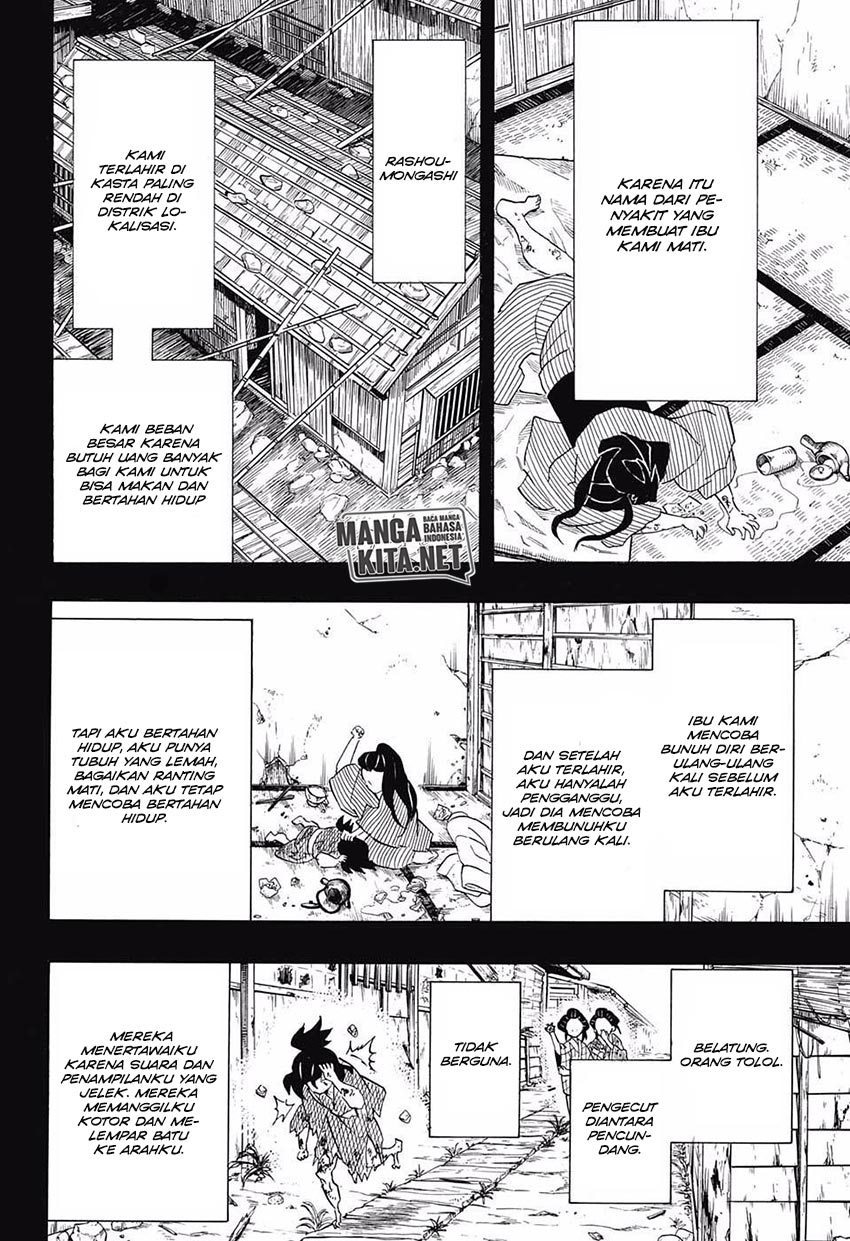 KARENA ITU
NAMA DARI PE-
NYAKIT YANG
MEMBUAT IBU
KAMI MATI.
RASHOU-
MONGASHI
KAMI
TERLAHIR DI
KASTA PALING
RENDAH DI
DISTRIK LO-
KALISASI.
KAMI BEBAN
BESAR KARENA
BUTUH UANG BANYAK
BAGI KAMI UNTUK
BISA MAKAN DAN
BERTAHAN HIDUP
MANGA
BACA MANGA
BAHASA
INDONESIA
KITA.NET
IBU KAMI
MENCOBA
BUNUH DIRI BER-
ULANG-ULANG
KALI SEBELUM
AKU TERLAHIR.
DAN SETELAH
AKU TERLAHIR,
AKU HANYALAH
PENGGANGGU,
JADI DIA MENCOBA
MEMBUNUHKU
BERULANG KALI.
TAPI AKU BERTAHAN
HIDUP, AKU PUNYA
TUBUH YANG LEMAH,
BAGAIKAN RANTING
MATI, DAN AKU TETAP
MENCOBA BERTAHAN
HIDUP.
BELATUNG.
ORANG TOLOL.
PENGECUT
DIANTARA
PENCUN-
DANG.
TIDAK
BERGUNA.
MEREKA
MENERTAWAIKU
KARENA SUARA DAN
PENAMPILANKU YANG
JELEK. MEREKA
MEMANGGILKU
KOTOR DAN ME-
LEMPAR BATU
KE ARAHKU.